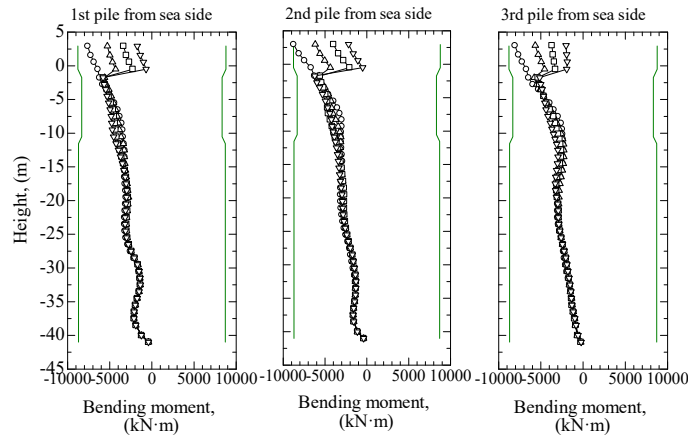 1st pile from sea side
2nd pile from sea side
3rd pile from sea side
5
0
-5
-10
-15
-20
-25
-30
-35
-40
-45
Height, (m)
-10000 -5000 0 5000 10000
-10000 -5000 0 5000 10000
-10000 -5000 0 5000 10000
Bending moment,
(kN·m)
Bending moment,
(kN·m)
Bending moment,
(kN·m)